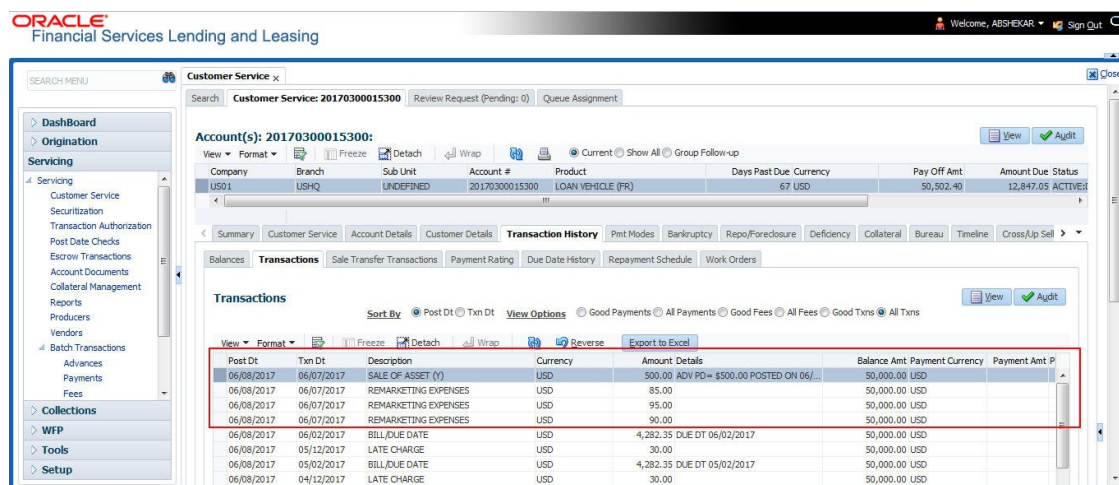 ORACLE
Financial Services Lending and Leasing
Welcome, ABSHEKAR Sign Out
SEARCH MENU
Customer Service x
Close
Search Customer Service: 20170300015300 Review Request (Pending: 0) Queue Assignment
DashBoard
Origination
Servicing
Servicing
Customer Service
Securitization
Transaction Authorization
Post Date Checks
Escrow Transactions
Account Documents
Collateral Management
Reports
Producers
Vendors
Batch Transactions
Advances
Payments
Fees
Collections
WFP
Tools
Setup
Account(s): 20170300015300:
View Audit
View Format Freeze Detach Wrap Current Show All Group Follow-up
Company Branch Sub Unit Account # Product Days Past Due Currency Pay Off Amt Amount Due Status
US01 USHQ UNDEFINED 20170300015300 LOAN VEHICLE (FR) 67 USD 50,502.40 12,847.05
Summary Customer Service Account Details Customer Details Transaction History Pmt Modes Bankruptcy Repo/Foreclosure Deficiency Collateral Bureau Timeline Cross/Up Sell
Balances Transactions Sale Transfer Transactions Payment Rating Due Date History Repayment Schedule Work Orders
Transactions
View Audit
Sort By Post Dt Txn Dt View Options Good Payments All Payments Good Fees All Fees Good Txns All Txns
View Format Freeze Detach Wrap Reverse Export to Excel
Post Dt Txn Dt Description Currency Amount Details Balance Amt Payment Currency Payment Amt P
06/08/2017 06/07/2017 SALE OF ASSET (Y) USD 500.00 ADV PD= $500.00 POSTED ON 06/... 50,000.00 USD
06/08/2017 06/07/2017 REMARKETING EXPENSES USD 85.00 50,000.00 USD
06/08/2017 06/07/2017 REMARKETING EXPENSES USD 95.00 50,000.00 USD
06/08/2017 06/07/2017 REMARKETING EXPENSES USD 90.00 50,000.00 USD
06/08/2017 06/02/2017 BILL/DUE DATE USD 4,282.35 DUE DT 06/02/2017 50,000.00 USD
06/08/2017 05/12/2017 LATE CHARGE USD 30.00 50,000.00 USD
06/08/2017 05/02/2017 BILL/DUE DATE USD 4,282.35 DUE DT 05/02/2017 50,000.00 USD
06/08/2017 04/12/2017 LATE CHARGE USD 30.00 50,000.00 USD